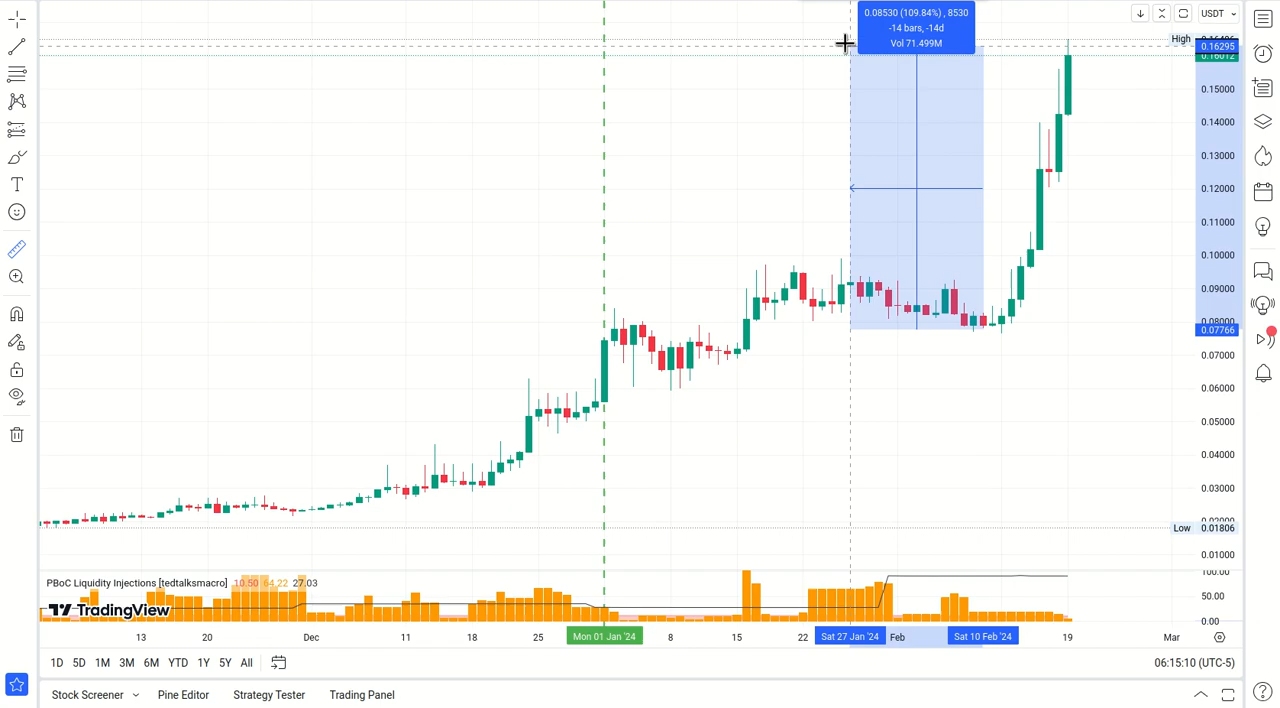 0.08530 (109.84%) , 8530
-14 bars, -14d
Vol 71.499M
USDT
High
0.16295
0.16012
0.15000
0.14000
0.13000
0.12000
0.11000
0.10000
0.09000
0.08000
0.07766
0.07000
0.06000
0.05000
0.04000
0.03000
Low 0.01806
0.01000
PBoC Liquidity Injections [tedtalksmacro] 10.50 64.22 27.03
100.00
50.00
0.00
TradingView
13 20 Dec 11 18 25 Mon 01 Jan '24 8 15 22 Sat 27 Jan '24 Feb Sat 10 Feb '24 19 Mar
1D 5D 1M 3M 6M YTD 1Y 5Y All
06:15:10 (UTC-5)
Stock Screener Pine Editor Strategy Tester Trading Panel